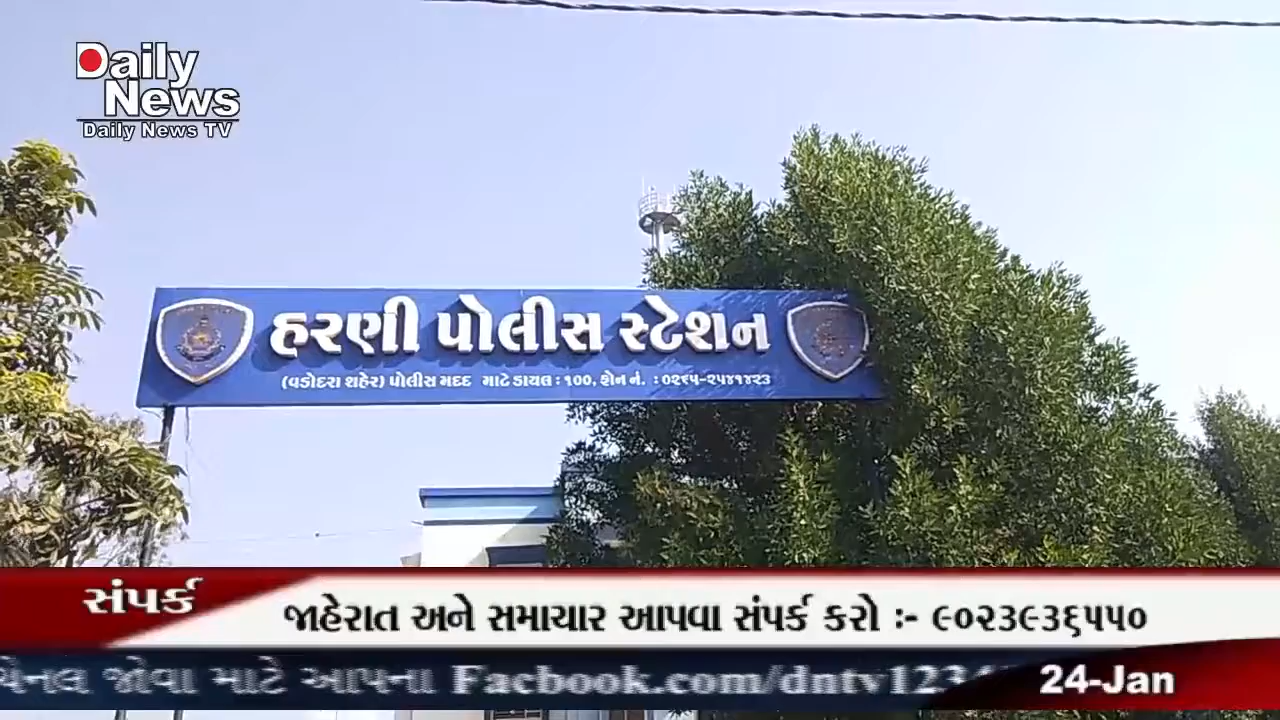 Daily
News
Daily News TV
હરણી પોલીસ સ્ટેશન
(વડોદરા શહેર) પોલીસ મદદ માટે ડાયલ : ૧૦૦, ફોન નં. : ૦૨૬૫-૨૫૪૧૪૨૩
સંપર્ક
જાહેરાત અને સમાચાર આપવા સંપર્ક કરો :- ૯૦૨૩૯૩૬૫૫૦
જોવા માટે આપના Facbook.com/dntv123
24-Jan